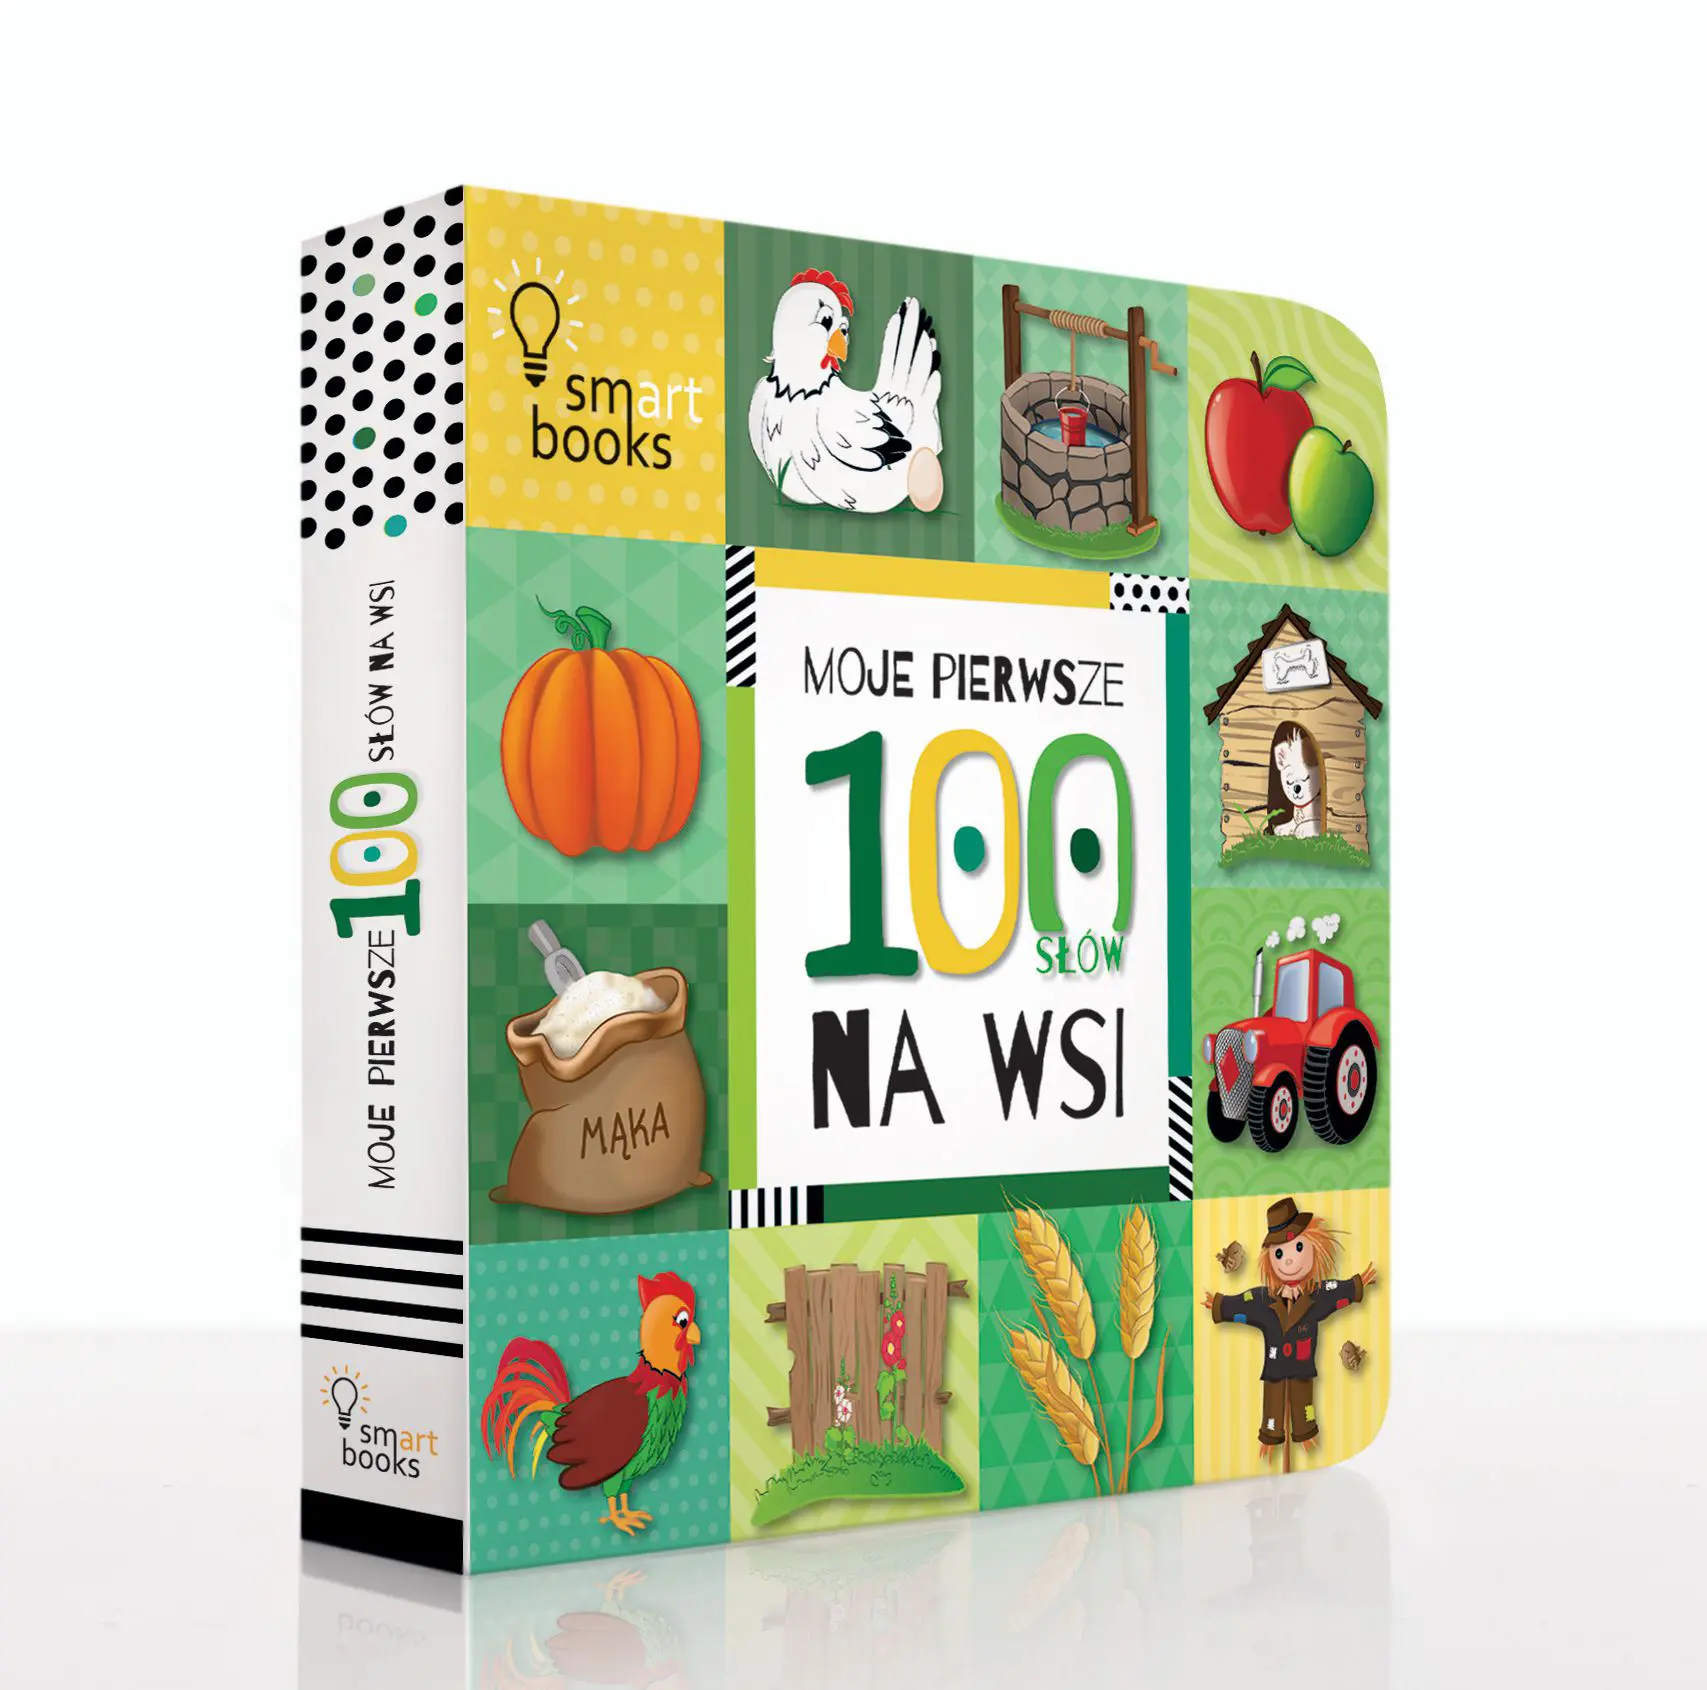 smart
books
MOJE PIERWSZE
100
SŁÓW
NA WSI
MĄKA
MOJE PIERWSZE 100 SŁÓW NA WSI
smart
books